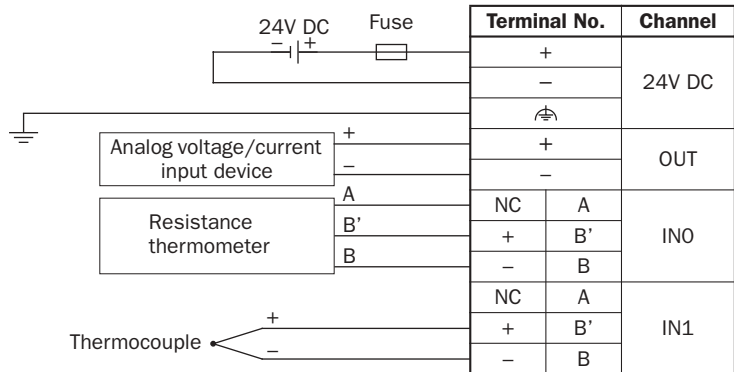 24V DC
− +
Fuse
Terminal No. Channel
+
−
24V DC
Analog voltage/current
input device
+
−
+
−
OUT
Resistance
thermometer
A
B'
B
NC A
+ B'
− B
IN0
Thermocouple
+
−
NC A
+ B'
− B
IN1